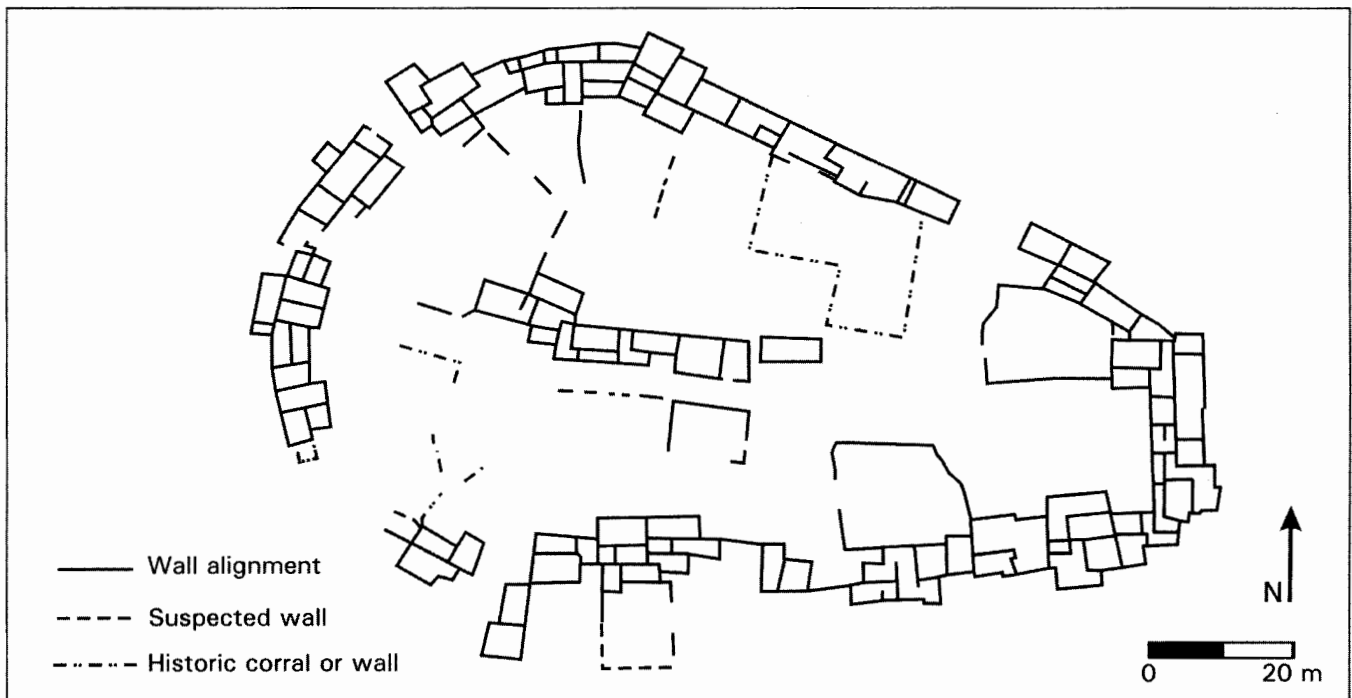 Wall alignment
Suspected wall
Historic corral or wall
N
0 20 m